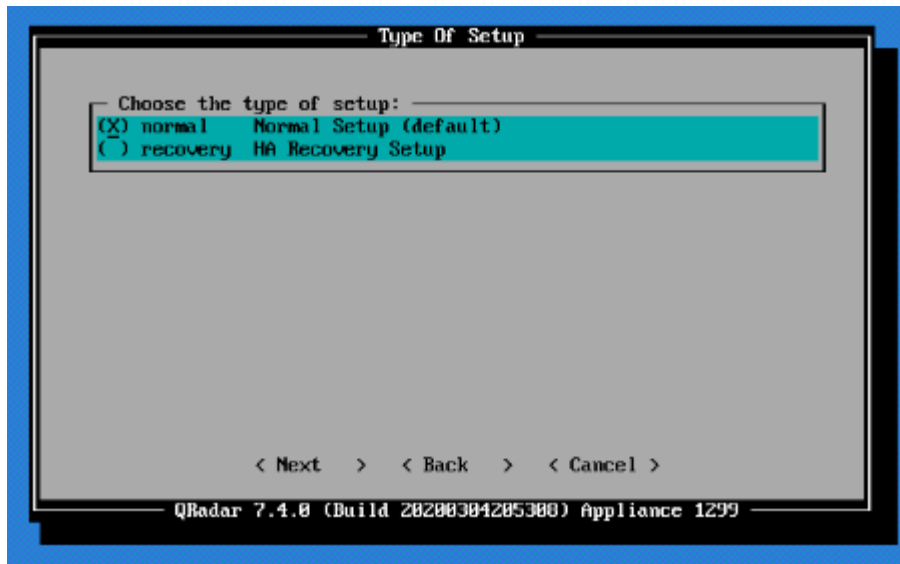 Type Of Setup
Choose the type of setup:
(X) normal Normal Setup (default)
( ) recovery HA Recovery Setup
< Next > < Back > < Cancel >
QRadar 7.4.0 (Build 20200304205308) Appliance 1299